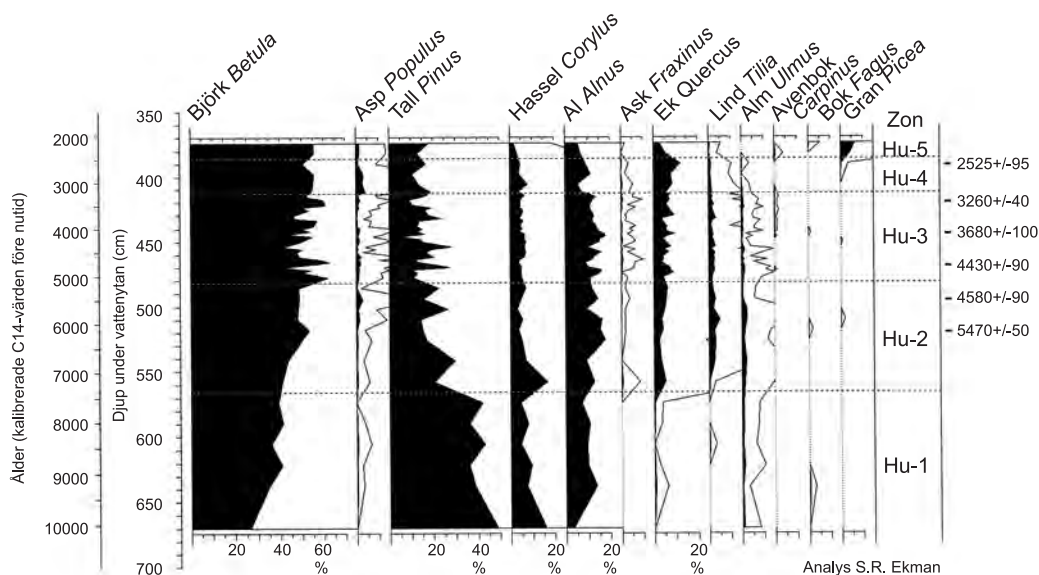 Björk Betula
Asp Populus
Tall Pinus
Hassel Corylus
Al Alnus
Ask Fraxinus
Ek Quercus
Lind Tilia
Alm Ulmus
Avenbok
Carpinus
Bok Fagus
Gran Picea
Zon
Ålder (kalibrerade C14-värden före nutid)
2000
3000
4000
5000
6000
7000
8000
9000
10000
Djup under vattenytan (cm)
350
400
450
500
550
600
650
700
Hu-5
Hu-4
Hu-3
Hu-2
Hu-1
2525+/-95
3260+/-40
3680+/-100
4430+/-90
4580+/-90
5470+/-50
20 40 60 20 40 20 20 20
% % % % %
Analys S.R. Ekman